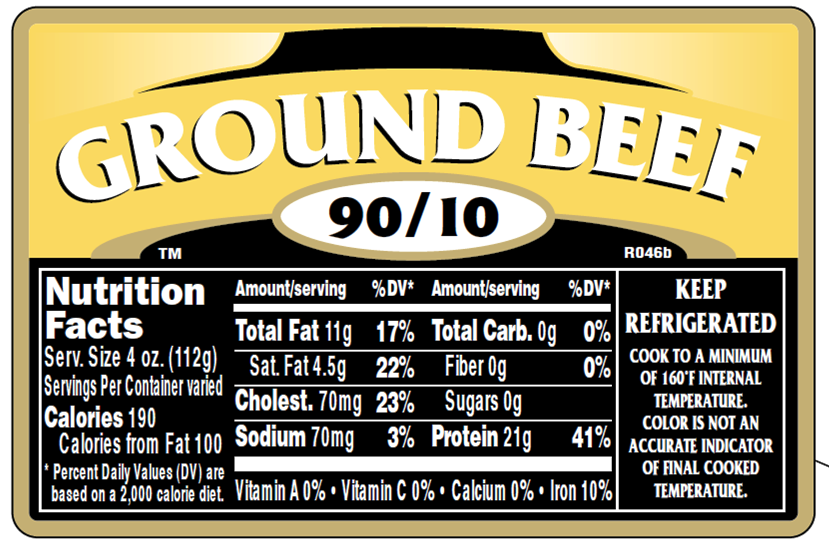 GROUND BEEF
90/10
TM
R046b
Nutrition
Facts
Serv. Size 4 oz. (112g)
Servings Per Container varied
Calories 190
Calories from Fat 100
* Percent Daily Values (DV) are
based on a 2,000 calorie diet.
Amount/serving %DV* Amount/serving %DV*
Total Fat 11g 17% Total Carb. 0g 0%
Sat. Fat 4.5g 22% Fiber 0g 0%
Cholest. 70mg 23% Sugars 0g
Sodium 70mg 3% Protein 21g 41%
Vitamin A 0% • Vitamin C 0% • Calcium 0% • Iron 10%
KEEP
REFRIGERATED
COOK TO A MINIMUM
OF 160°F INTERNAL
TEMPERATURE.
COLOR IS NOT AN
ACCURATE INDICATOR
OF FINAL COOKED
TEMPERATURE.